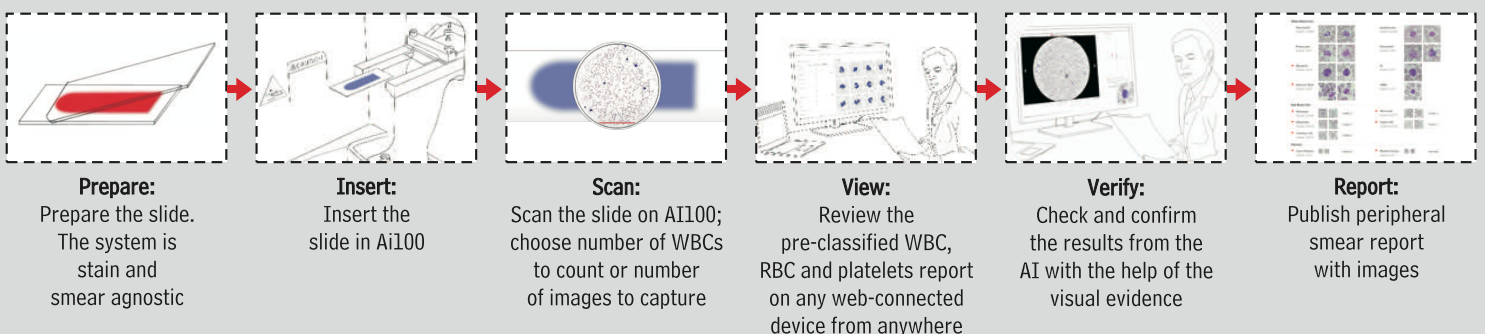 CAUTION
Prepare:
Prepare the slide.
The system is
stain and
smear agnostic
Insert:
Insert the
slide in Ai100
Scan:
Scan the slide on AI100;
choose number of WBCs
to count or number
of images to capture
View:
Review the
pre-classified WBC,
RBC and platelets report
on any web-connected
device from anywhere
Verify:
Check and confirm
the results from the
AI with the help of the
visual evidence
Report:
Publish peripheral
smear report
with images